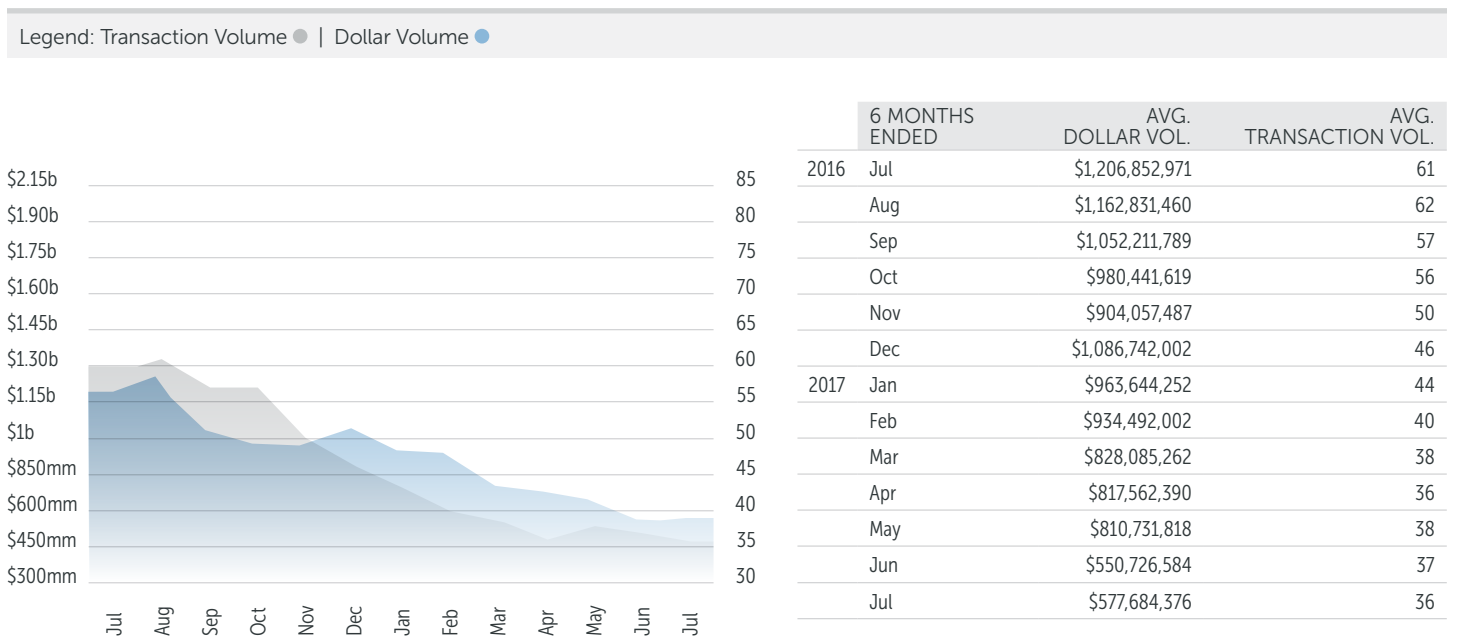 Legend: Transaction Volume | Dollar Volume
$2.15b
$1.90b
$1.75b
$1.60b
$1.45b
$1.30b
$1.15b
$1b
$850mm
$600mm
$450mm
$300mm
85
80
75
70
65
60
55
50
45
40
35
30
Jul
Aug
Sep
Oct
Nov
Dec
Jan
Feb
Mar
Apr
May
Jun
Jul
6 MONTHS AVG. AVG.
ENDED DOLLAR VOL. TRANSACTION VOL.
2016 Jul $1,206,852,971 61
Aug $1,162,831,460 62
Sep $1,052,211,789 57
Oct $980,441,619 56
Nov $904,057,487 50
Dec $1,086,742,002 46
2017 Jan $963,644,252 44
Feb $934,492,002 40
Mar $828,085,262 38
Apr $817,562,390 36
May $810,731,818 38
Jun $550,726,584 37
Jul $577,684,376 36